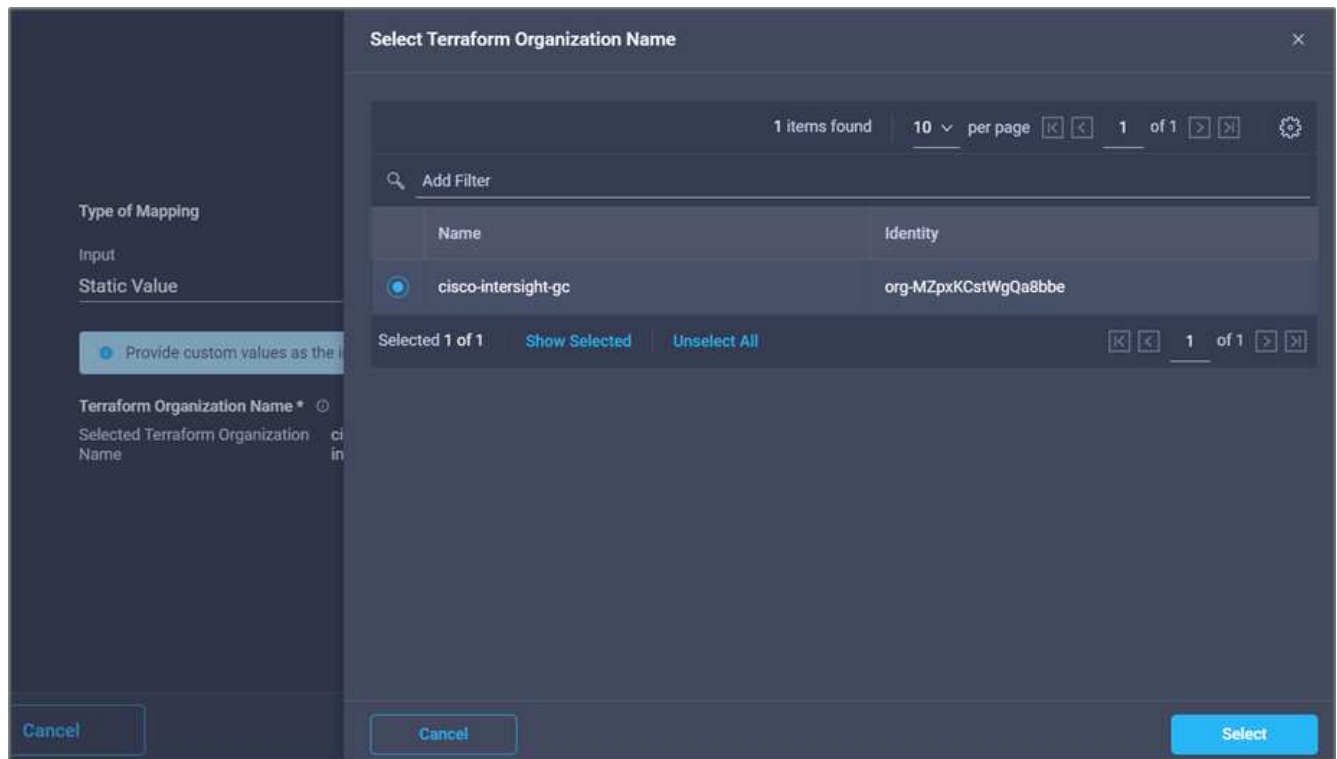 Select Terraform Organization Name
1 items found 10 per page 1 of 1
Add Filter
Name Identity
cisco-intersight-gc org-MZpxKCstWgQa8bbe
Selected 1 of 1 Show Selected Unselect All 1 of 1
Type of Mapping
Input
Static Value
Provide custom values as the i
Terraform Organization Name *
Selected Terraform Organization ci
Name in
Cancel
Cancel Select